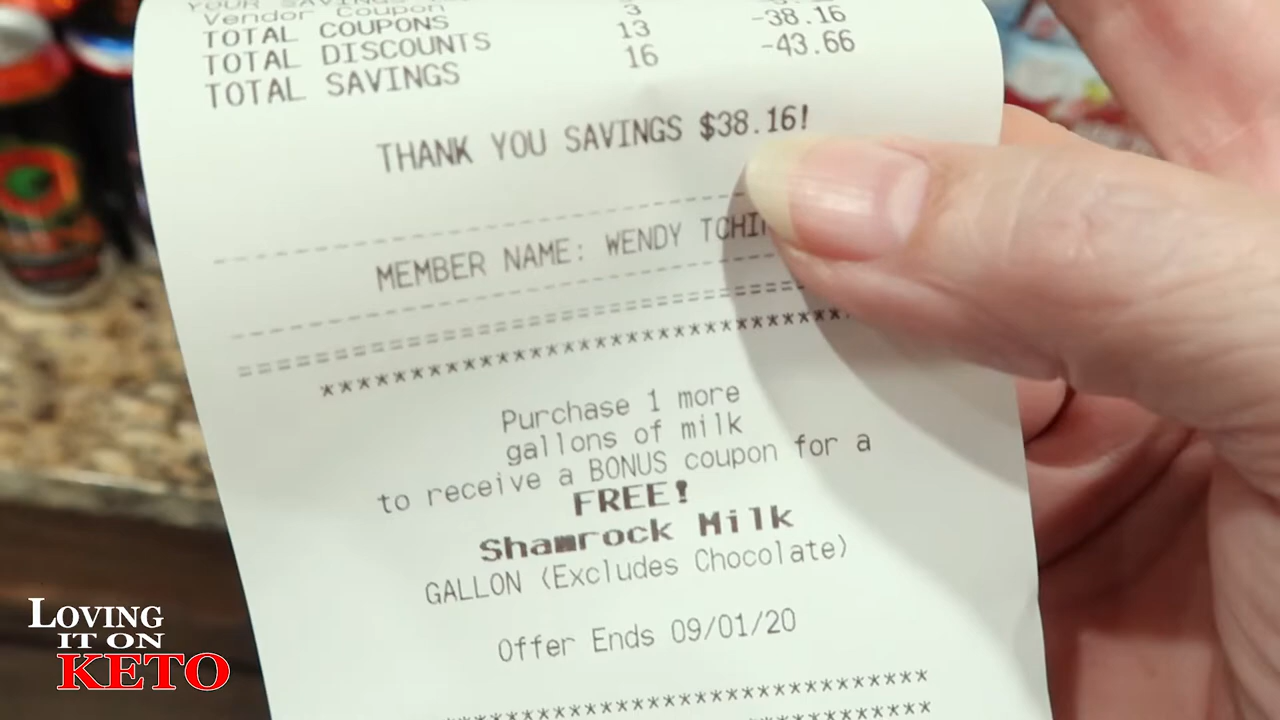 Vendor Coupon 3
TOTAL COUPONS 13 -38.16
TOTAL DISCOUNTS 16 -43.66
TOTAL SAVINGS
THANK YOU SAVINGS $38.16!
MEMBER NAME: WENDY
===================================
***********************************
Purchase 1 more
gallons of milk
to receive a BONUS coupon for a
FREE!
Shamrock Milk
GALLON (Excludes Chocolate)
Offer Ends 09/01/20
LOVING
IT ON
KETO